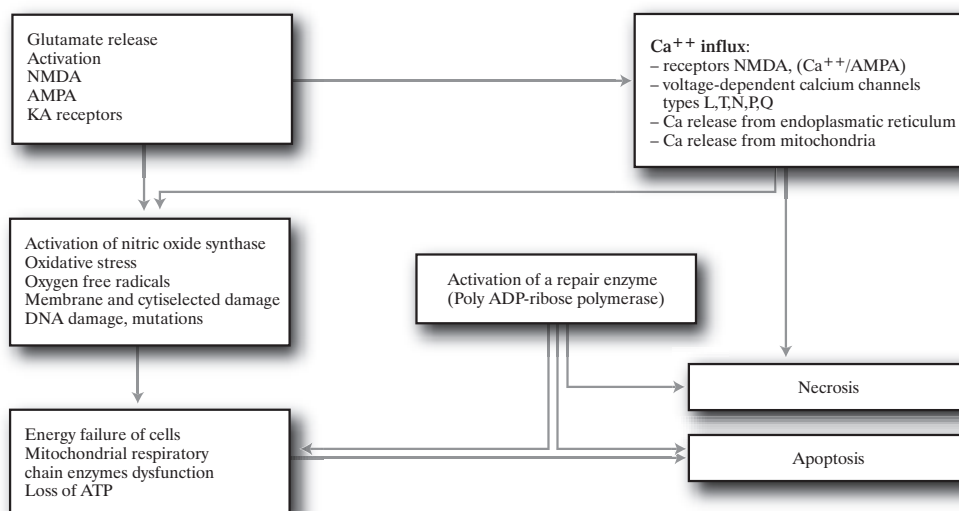 Glutamate release
Activation
NMDA
AMPA
KA receptors
Ca++ influx:
– receptors NMDA, (Ca++/AMPA)
– voltage-dependent calcium channels
types L,T,N,P,Q
– Ca release from endoplasmatic reticulum
– Ca release from mitochondria
Activation of nitric oxide synthase
Oxidative stress
Oxygen free radicals
Membrane and cytiselected damage
DNA damage, mutations
Activation of a repair enzyme
(Poly ADP-ribose polymerase)
Necrosis
Energy failure of cells
Mitochondrial respiratory
chain enzymes dysfunction
Loss of ATP
Apoptosis